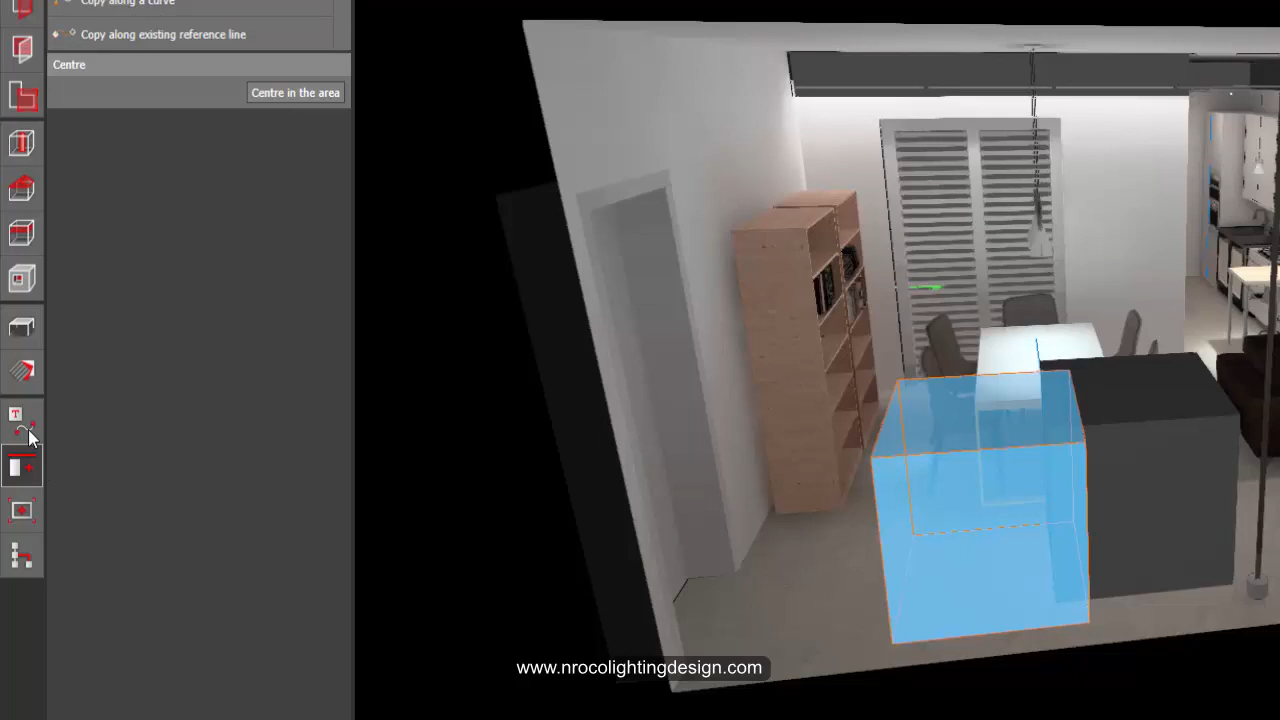 Copy along a curve
Copy along existing reference line
Centre
Centre in the area
T
www.nrocolightingdesign.com